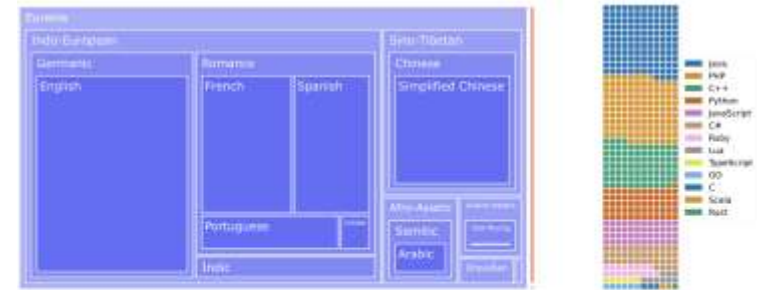 Eurasia
Indo-European
Sino-Tibetan
Germanic
Romance
Chinese
English
French
Spanish
Simplified Chinese
Portuguese
Indic
Afro-Asiatic
Semitic
Arabic
Java
PHP
C++
Python
JavaScript
C#
Ruby
Lua
TypeScript
GO
C
Scala
Rust